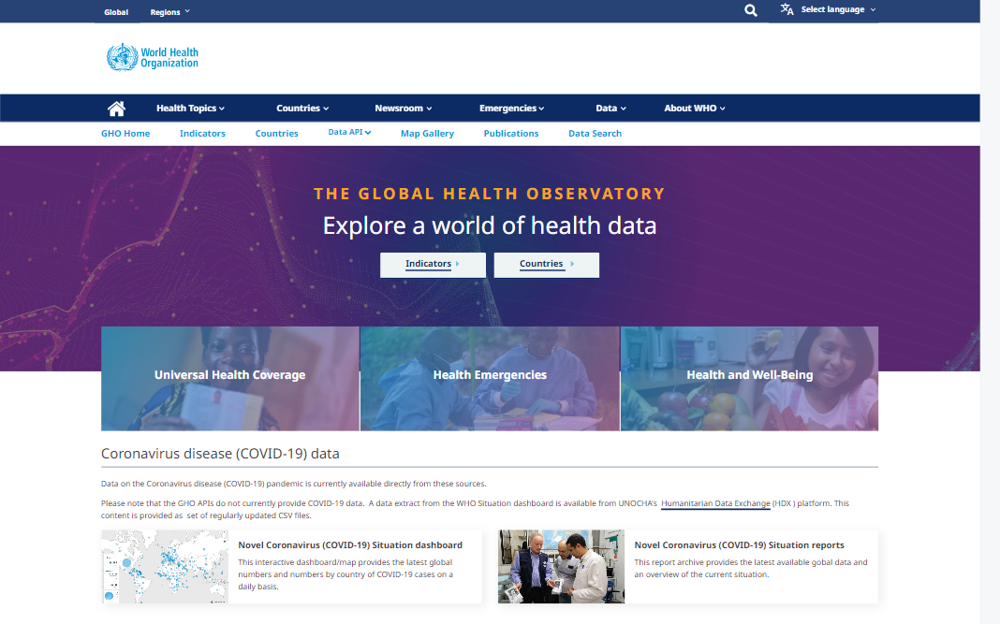 Global Regions Select language
World Health
Organization
Health Topics Countries Newsroom Emergencies Data About WHO
GHO Home Indicators Countries Data API Map Gallery Publications Data Search
THE GLOBAL HEALTH OBSERVATORY
Explore a world of health data
Indicators Countries
Universal Health Coverage Health Emergencies Health and Well-Being
Coronavirus disease (COVID-19) data
Data on the Coronavirus disease (COVID-19) pandemic is currently available directly from these sources.
Please note that the GHO APIs do not currently provide COVID-19 data. A data extract from the WHO Situation dashboard is available from UNOCHA's Humanitarian Data Exchange (HDX ) platform. This
content is provided as set of regularly updated CSV files.
Novel Coronavirus (COVID-19) Situation dashboard
This interactive dashboard/map provides the latest global
numbers and numbers by country of COVID-19 cases on a
daily basis.
Novel Coronavirus (COVID-19) Situation reports
This report archive provides the latest available gobal data and
an overview of the current situation.